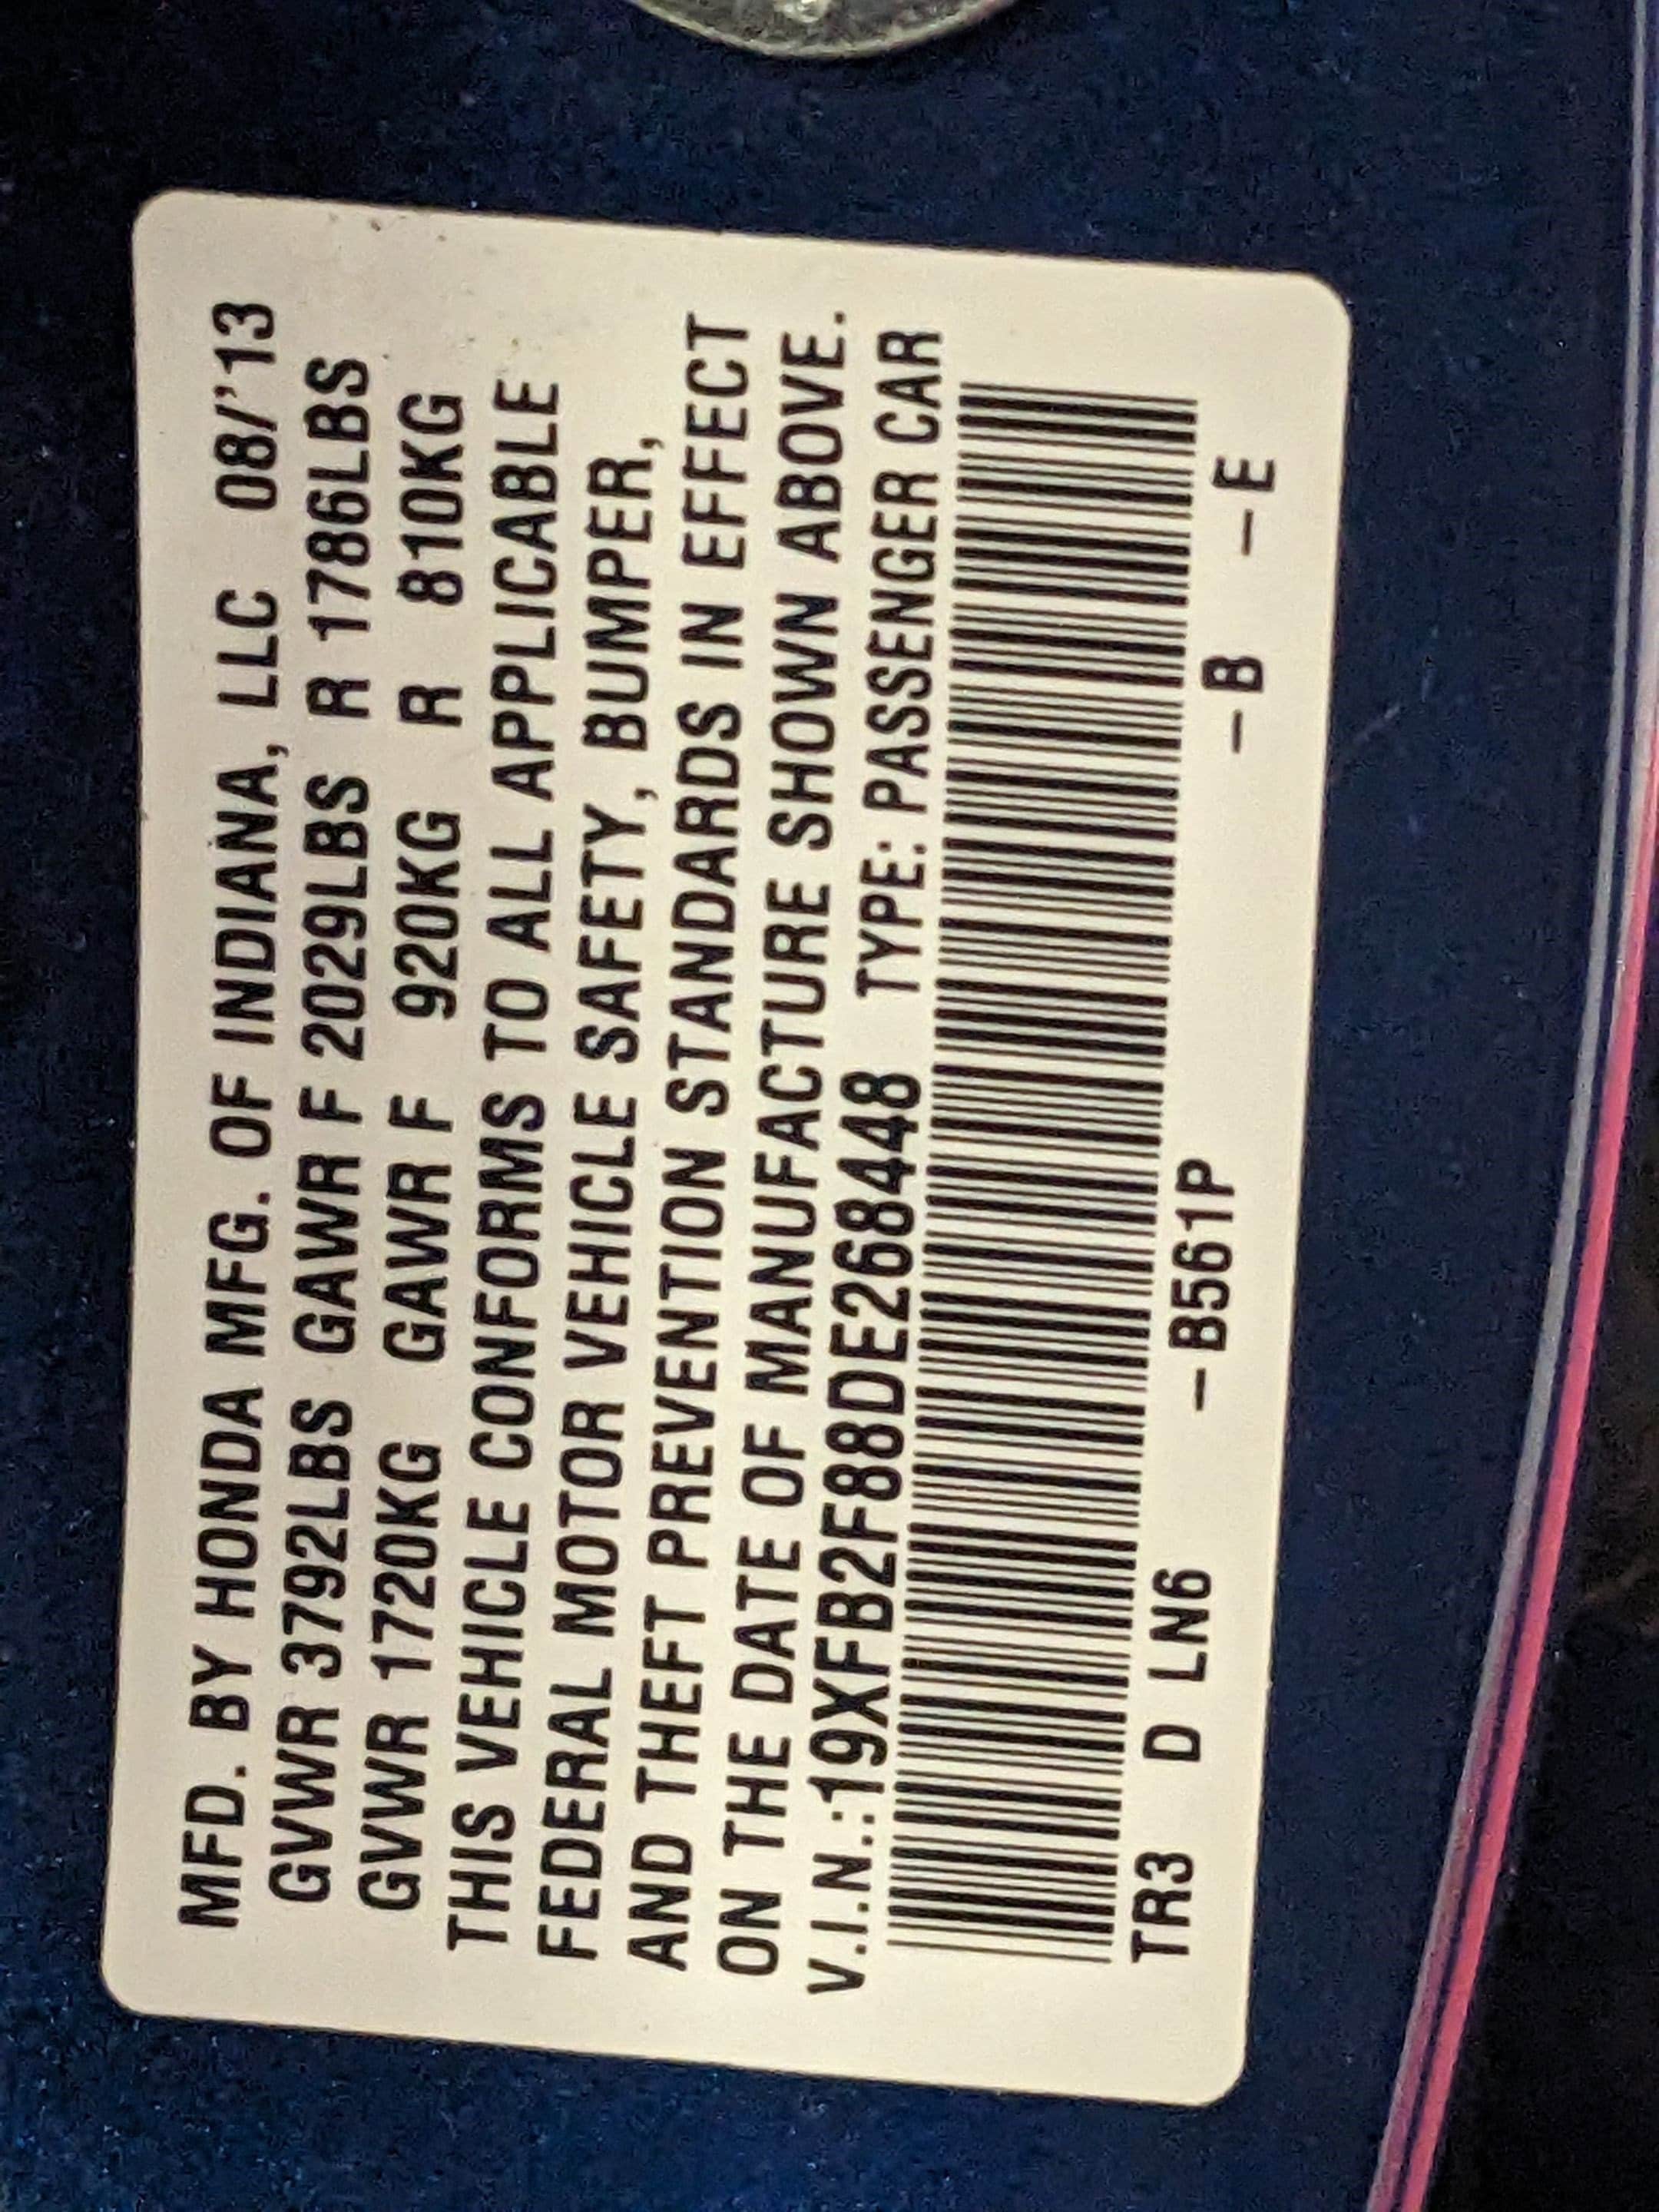 MFD. BY HONDA MFG. OF INDIANA, LLC 08/'13
GVWR 3792LBS GAWR F 2029LBS R 1786LBS
GVWR 1720KG GAWR F 920KG R 810KG
THIS VEHICLE CONFORMS TO ALL APPLICABLE
FEDERAL MOTOR VEHICLE SAFETY, BUMPER,
AND THEFT PREVENTION STANDARDS IN EFFECT
ON THE DATE OF MANUFACTURE SHOWN ABOVE.
V.I.N.:19XFB2F88DE268448 TYPE: PASSENGER CAR
TR3 D LN6 –B561P –B –E